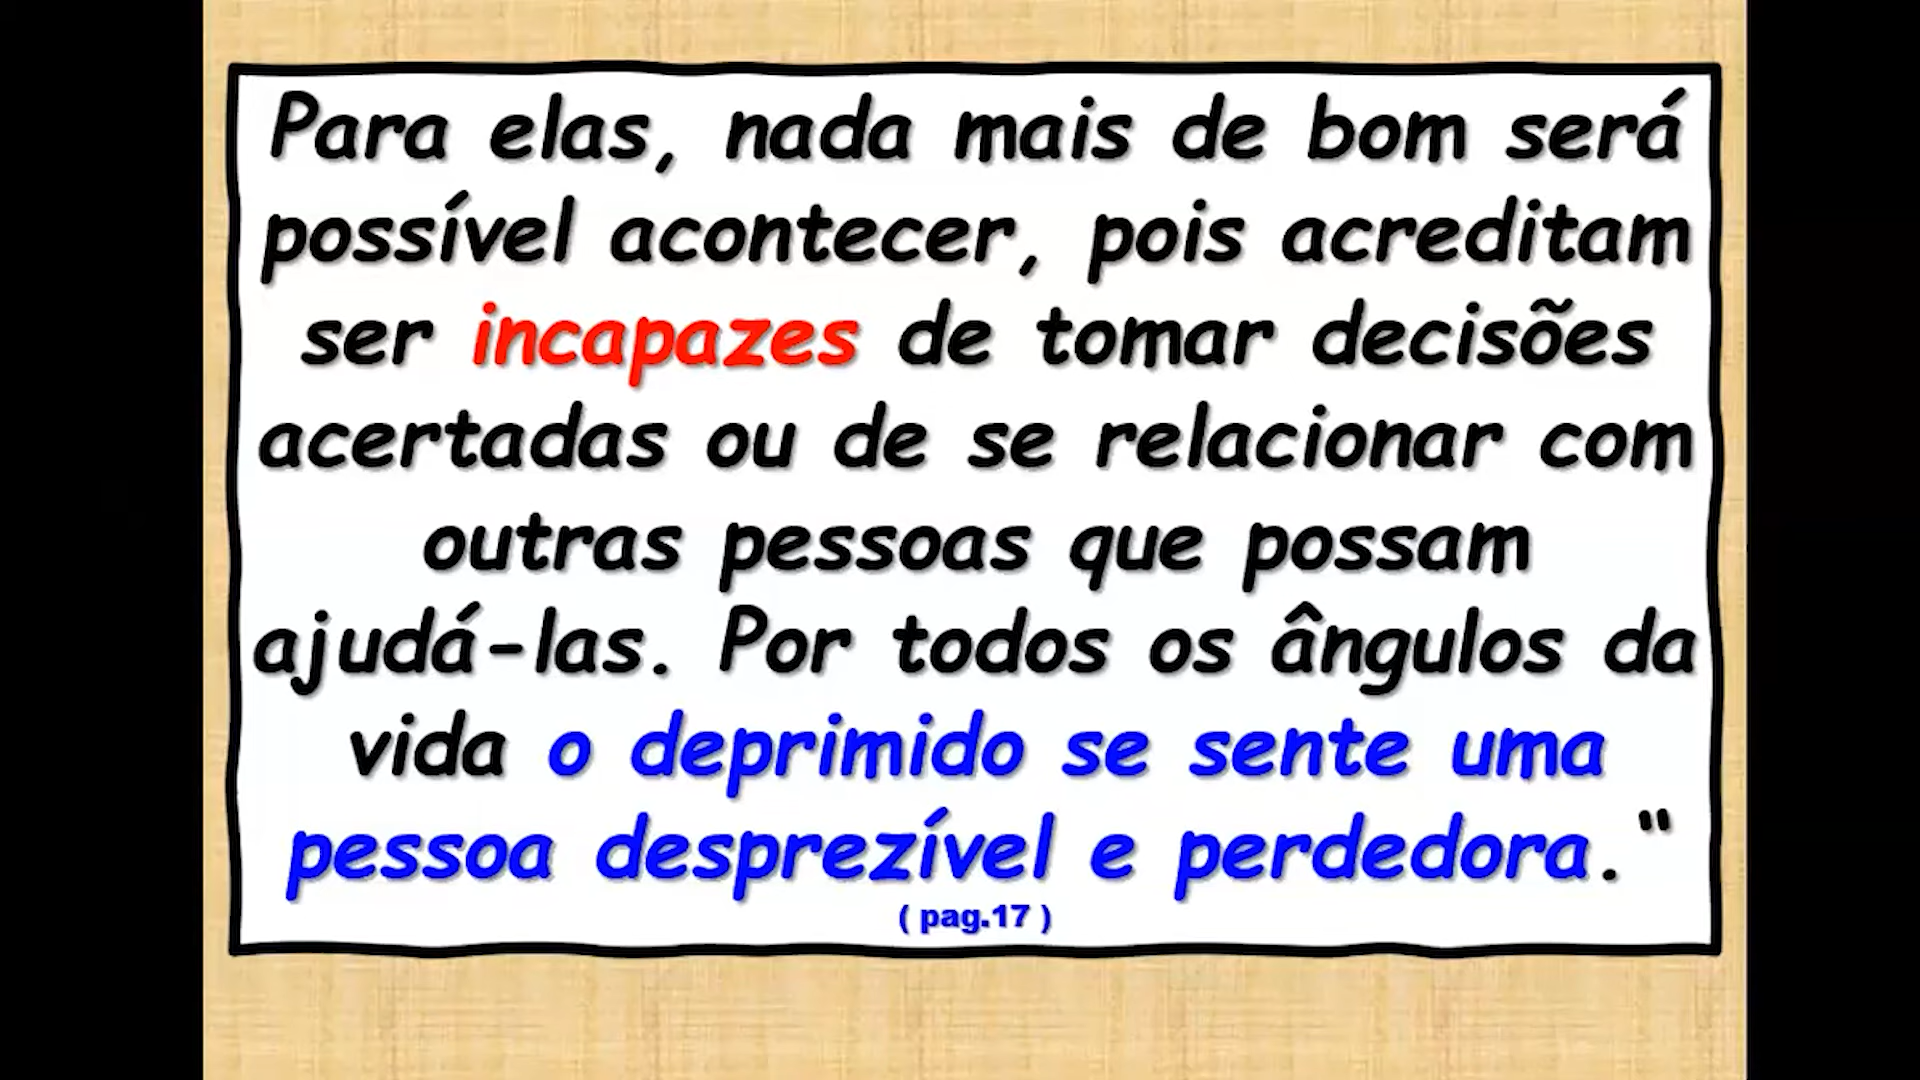 Para elas, nada mais de bom será
possível acontecer, pois acreditam
ser incapazes de tomar decisões
acertadas ou de se relacionar com
outras pessoas que possam
ajudá-las. Por todos os ângulos da
vida o deprimido se sente uma
pessoa desprezível e perdedora.“
( pag.17 )